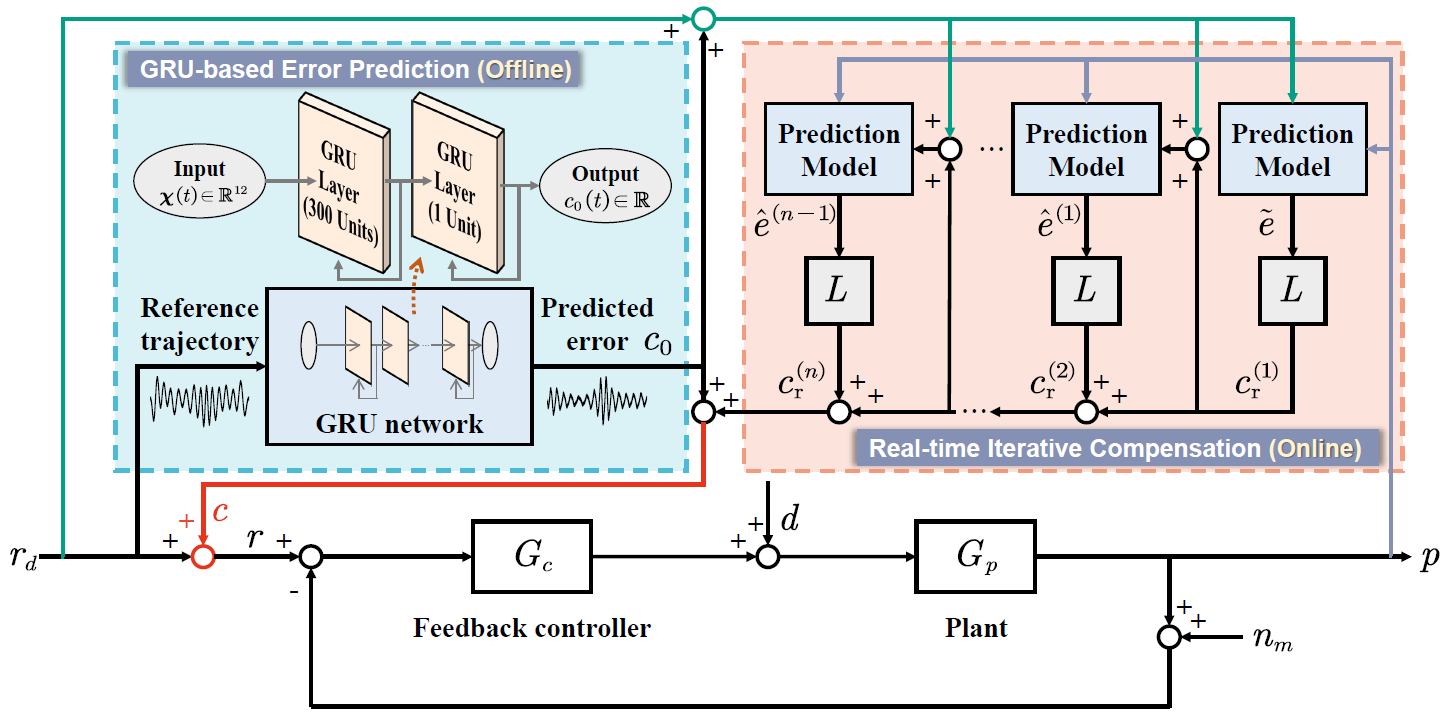 +
+
GRU-based Error Prediction (Offline)
Input
χ(t)∈ℝ¹²
GRU
Layer
(300 Units)
GRU
Layer
(1 Unit)
Output
c₀(t)∈ℝ
Reference
trajectory
GRU network
...
Predicted
error c₀
Prediction
Model
+
+
...
Prediction
Model
+
+
Prediction
Model
ê⁽ⁿ⁻¹⁾
ê⁽¹⁾
ẽ
L
L
L
c_r⁽ⁿ⁾
c_r⁽²⁾
c_r⁽¹⁾
+
+
+
+
...
+
+
Real-time Iterative Compensation (Online)
r_d
+
+
c
r
+
-
G_c
Feedback controller
+
+
d
G_p
Plant
p
+
+
n_m